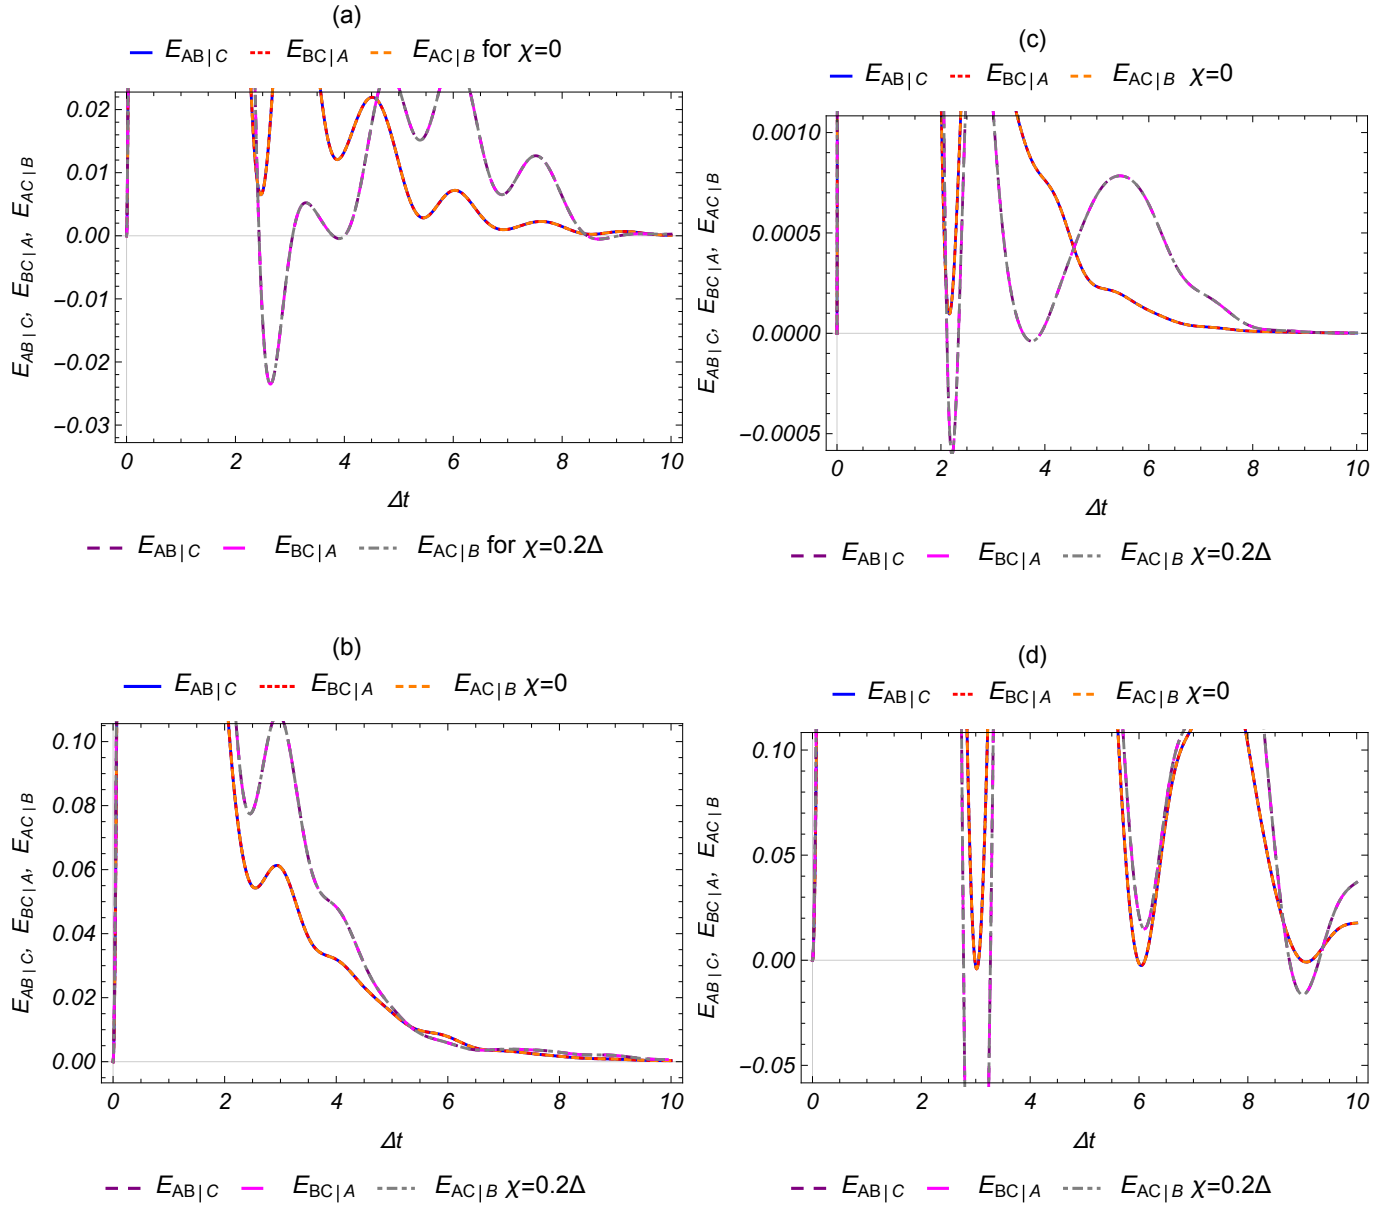 (a)
E_AB|C E_BC|A E_AC|B for χ=0
E_AB|C, E_BC|A, E_AC|B
0.02
0.01
0.00
−0.01
−0.02
−0.03
0 2 4 6 8 10
Δt
E_AB|C E_BC|A E_AC|B for χ=0.2Δ
(c)
E_AB|C E_BC|A E_AC|B χ=0
E_AB|C, E_BC|A, E_AC|B
0.0010
0.0005
0.0000
−0.0005
0 2 4 6 8 10
Δt
E_AB|C E_BC|A E_AC|B χ=0.2Δ
(b)
E_AB|C E_BC|A E_AC|B χ=0
E_AB|C, E_BC|A, E_AC|B
0.10
0.08
0.06
0.04
0.02
0.00
0 2 4 6 8 10
Δt
E_AB|C E_BC|A E_AC|B χ=0.2Δ
(d)
E_AB|C E_BC|A E_AC|B χ=0
E_AB|C, E_BC|A, E_AC|B
0.10
0.05
0.00
−0.05
0 2 4 6 8 10
Δt
E_AB|C E_BC|A E_AC|B χ=0.2Δ